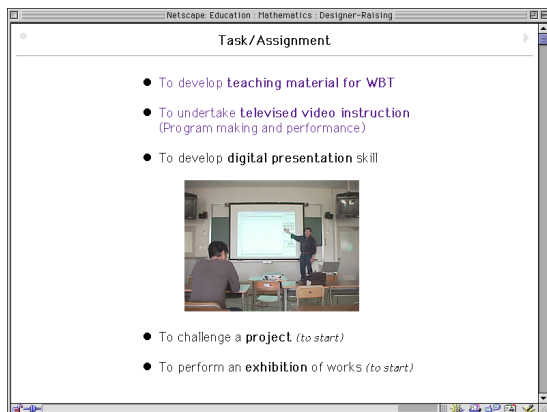 Netscape: Education : Mathematics : Designer-Raising
Task/Assignment
● To develop teaching material for WBT
● To undertake televised video instruction
(Program making and performance)
● To develop digital presentation skill
● To challenge a project (to start)
● To perform an exhibition of works (to start)